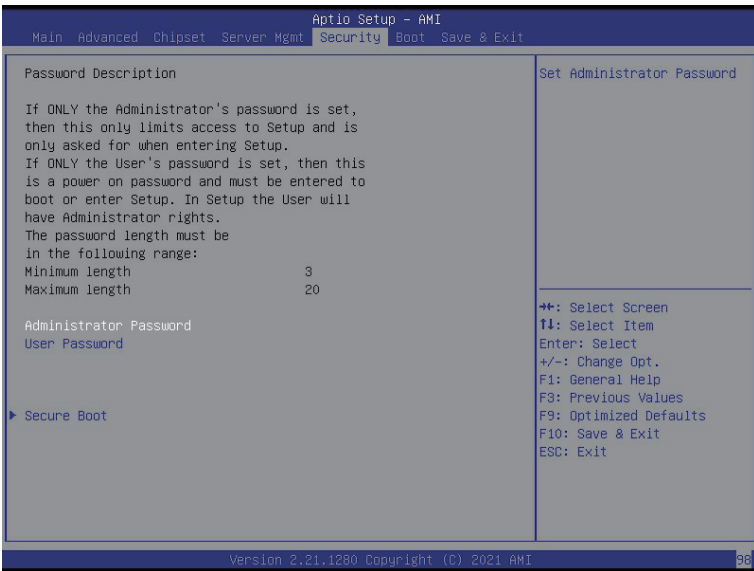 Aptio Setup - AMI
Main Advanced Chipset Server Mgmt Security Boot Save & Exit
Password Description
If ONLY the Administrator's password is set,
then this only limits access to Setup and is
only asked for when entering Setup.
If ONLY the User's password is set, then this
is a power on password and must be entered to
boot or enter Setup. In Setup the User will
have Administrator rights.
The password length must be
in the following range:
Minimum length 3
Maximum length 20
Administrator Password
User Password
Secure Boot
Set Administrator Password
→←: Select Screen
↑↓: Select Item
Enter: Select
+/-: Change Opt.
F1: General Help
F3: Previous Values
F9: Optimized Defaults
F10: Save & Exit
ESC: Exit
Version 2.21.1280 Copyright (C) 2021 AMI
98